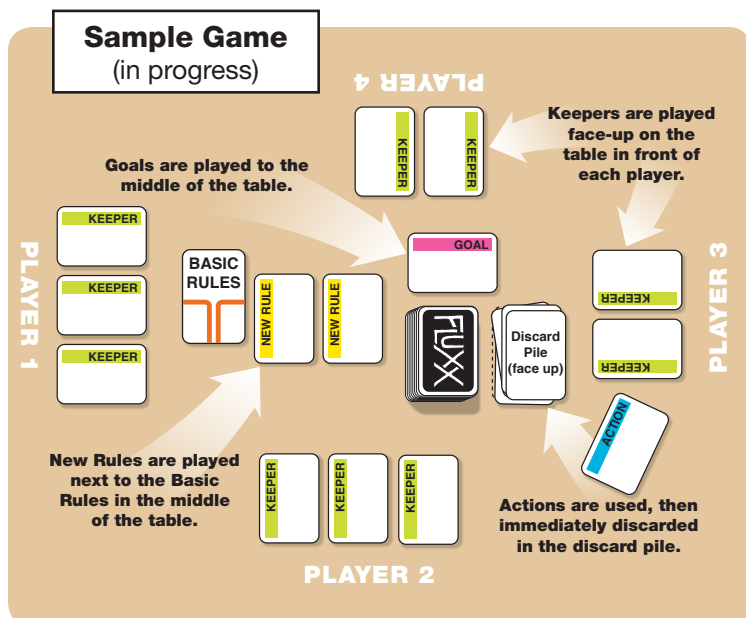 Sample Game
(in progress)
PLAYER 4
Keepers are played
face-up on the
table in front of
each player.
KEEPER
KEEPER
Goals are played to the
middle of the table.
PLAYER 1
KEEPER
KEEPER
KEEPER
BASIC
RULES
NEW RULE
NEW RULE
GOAL
FLUXX
Discard
Pile
(face up)
KEEPER
KEEPER
PLAYER 3
ACTION
New Rules are played
next to the Basic
Rules in the middle
of the table.
KEEPER
KEEPER
KEEPER
Actions are used, then
immediately discarded
in the discard pile.
PLAYER 2